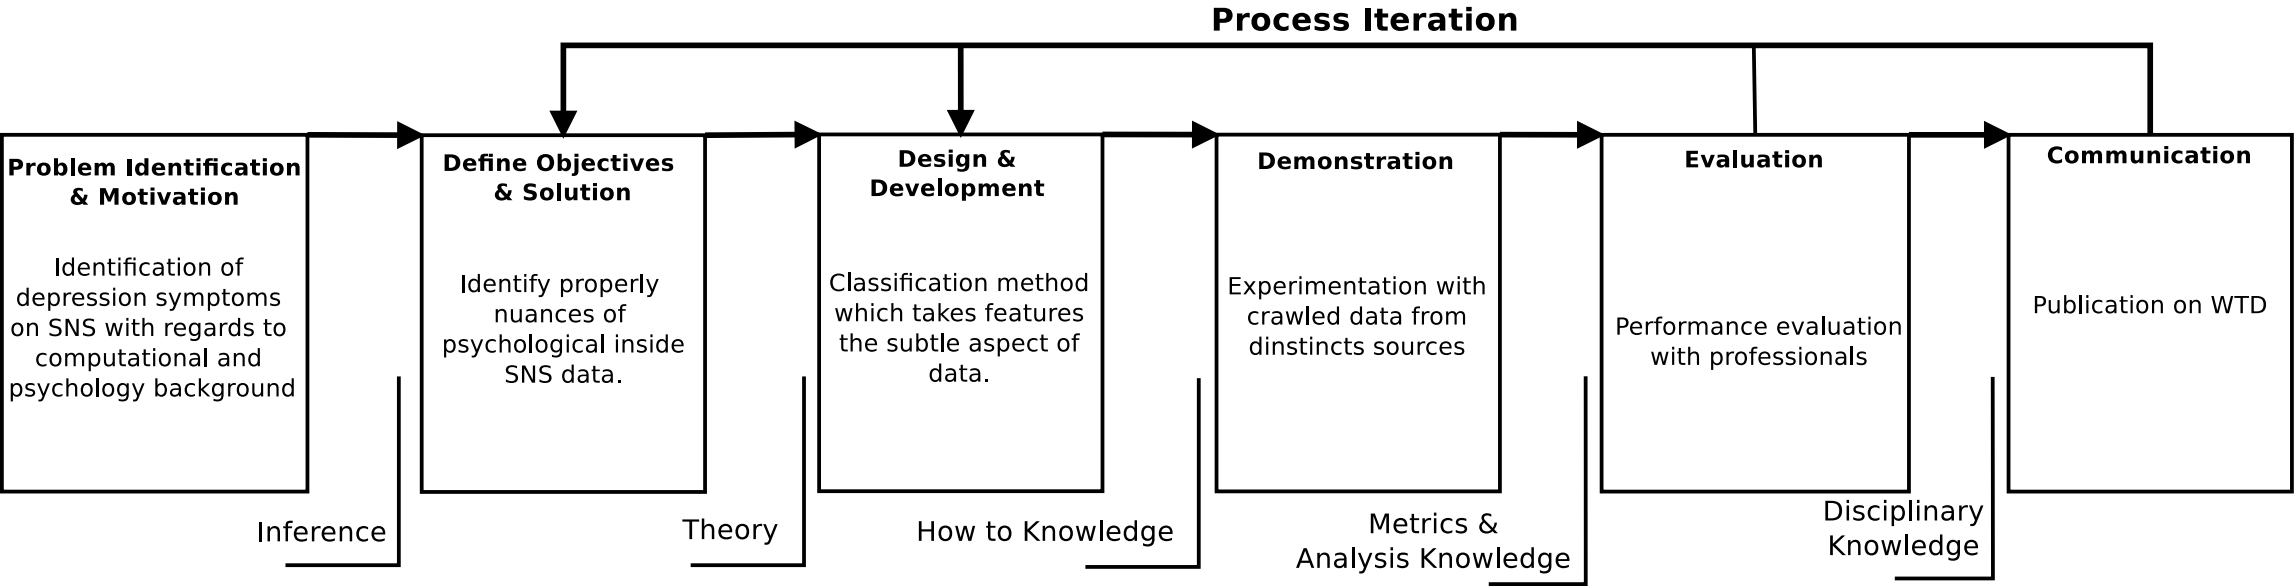 Process Iteration
Problem Identification
& Motivation
Identification of
depression symptoms
on SNS with regards to
computational and
psychology background
Define Objectives
& Solution
Identify properly
nuances of
psychological inside
SNS data.
Design &
Development
Classification method
which takes features
the subtle aspect of
data.
Demonstration
Experimentation with
crawled data from
dinstincts sources
Evaluation
Performance evaluation
with professionals
Communication
Publication on WTD
Inference
Theory
How to Knowledge
Metrics &
Analysis Knowledge
Disciplinary
Knowledge